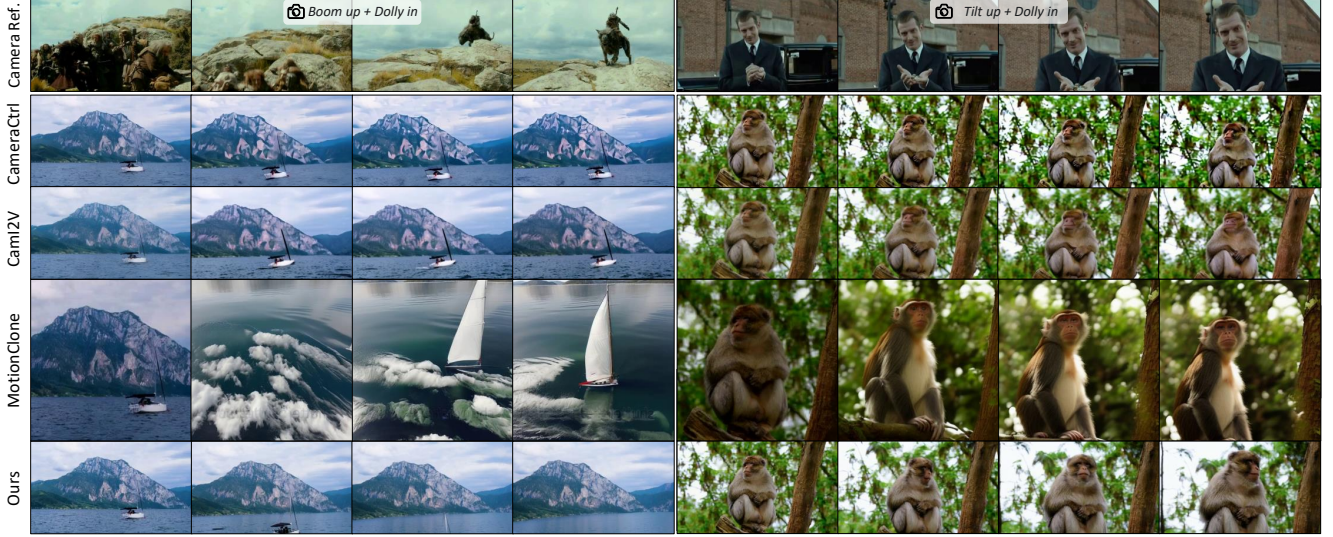 Camera Ref.
Boom up + Dolly in
Tilt up + Dolly in
CameraCtrl
CamI2V
MotionClone
Ours